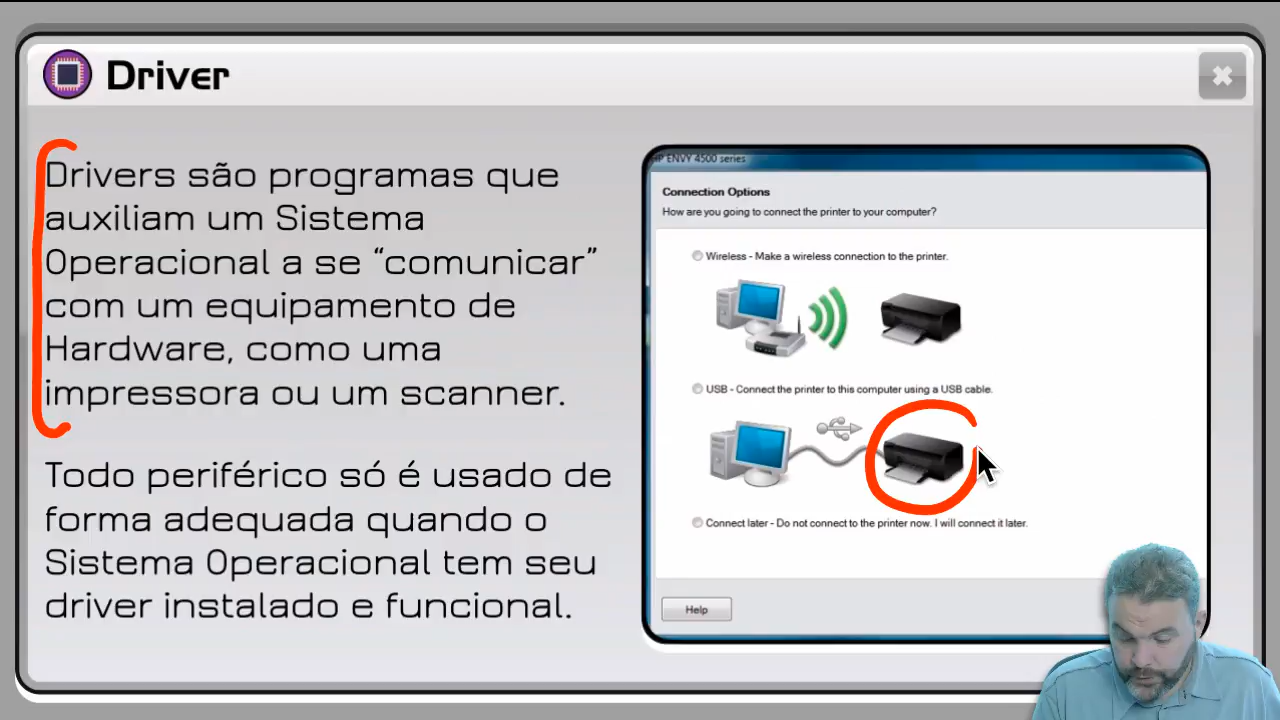 Driver
Drivers são programas que
auxiliam um Sistema
Operacional a se “comunicar”
com um equipamento de
Hardware, como uma
impressora ou um scanner.
Todo periférico só é usado de
forma adequada quando o
Sistema Operacional tem seu
driver instalado e funcional.
HP ENVY 4500 series
Connection Options
How are you going to connect the printer to your computer?
Wireless - Make a wireless connection to the printer.
USB - Connect the printer to this computer using a USB cable.
Connect later - Do not connect to the printer now. I will connect it later.
Help